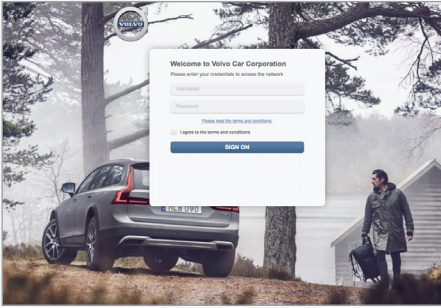 VOLVO
Welcome to Volvo Car Corporation
Please enter your credentials to access the network
Username
Password
Please read the terms and conditions.
I agree to the terms and conditions
SIGN ON